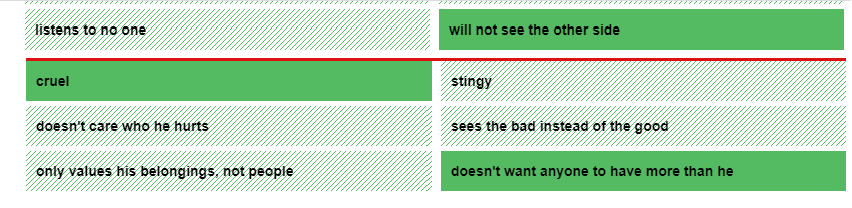 listens to no one
will not see the other side
cruel
stingy
doesn't care who he hurts
sees the bad instead of the good
only values his belongings, not people
doesn't want anyone to have more than he